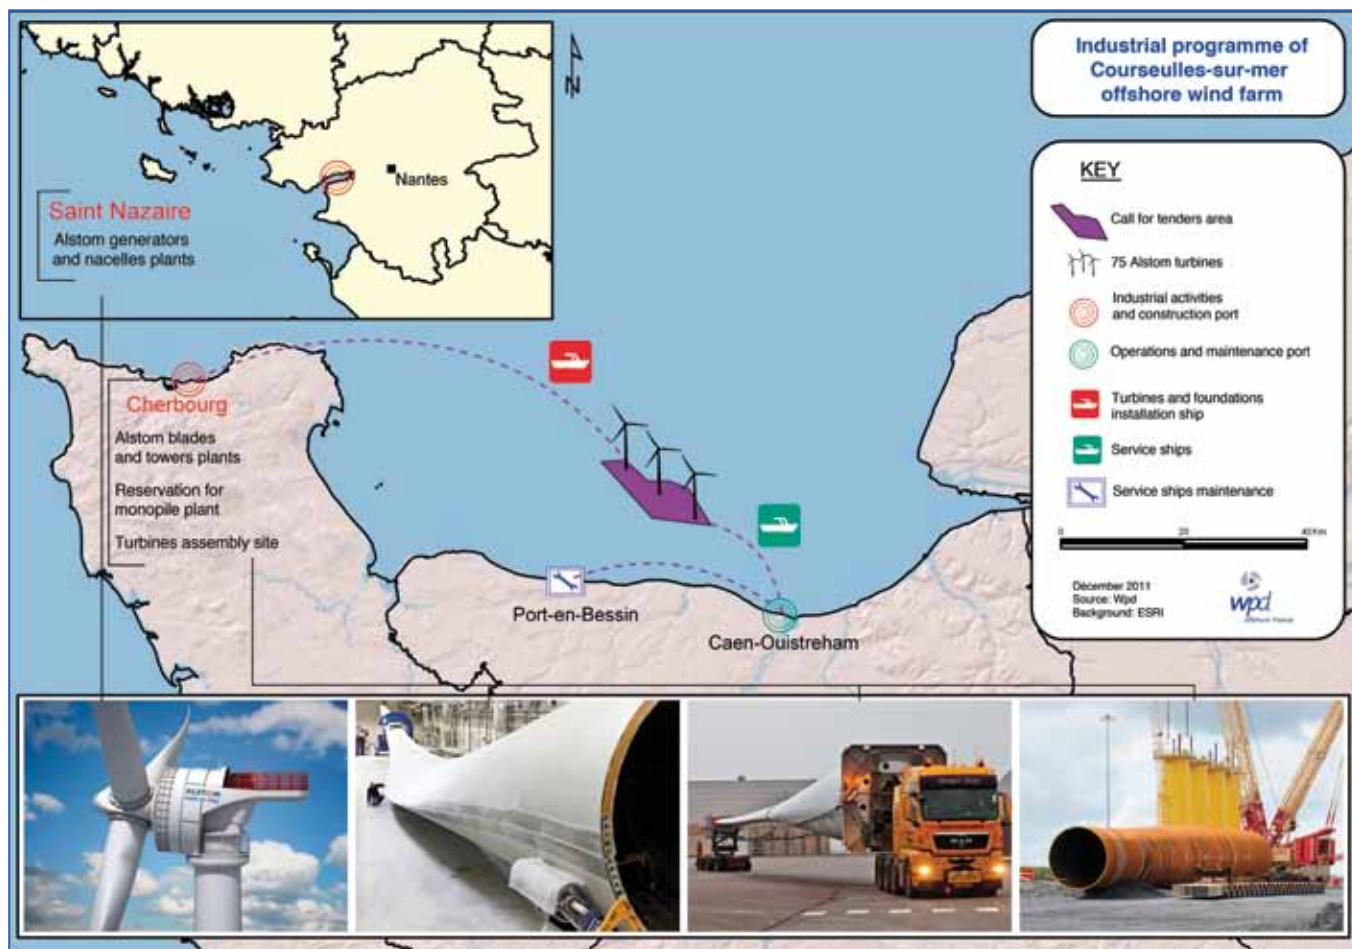 Industrial programme of
Courseulles-sur-mer
offshore wind farm
N
Nantes
Saint Nazaire
Alstom generators
and nacelles plants
Cherbourg
Alstom blades
and towers plants
Reservation for
monopile plant
Turbines assembly site
Port-en-Bessin
Caen-Ouistreham
KEY
Call for tenders area
75 Alstom turbines
Industrial activities
and construction port
Operations and maintenance port
Turbines and foundations
installation ship
Service ships
Service ships maintenance
0 20 40 Km
December 2011
Source: Wpd
Background: ESRI
wpd
offshore France
ALSTOM